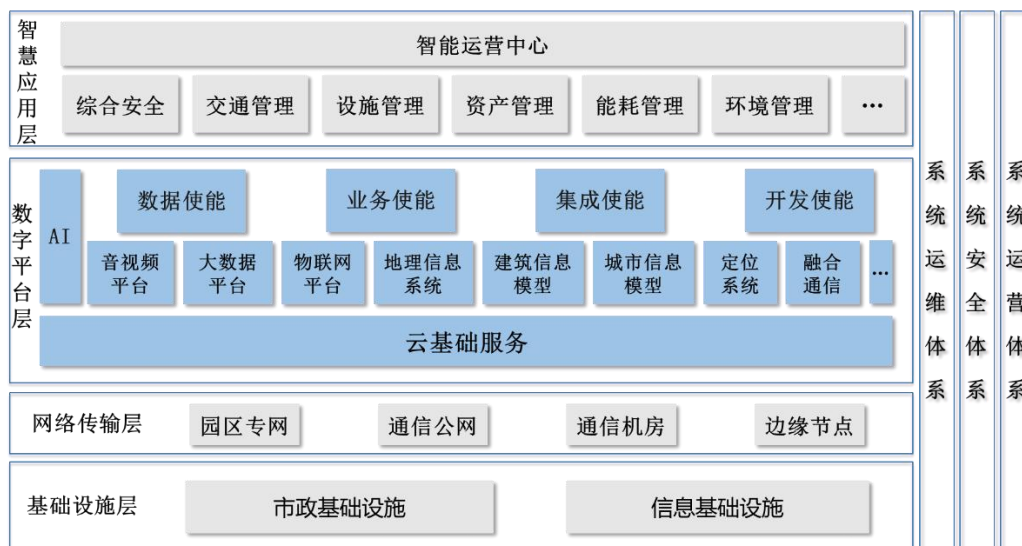 智慧应用层
智能运营中心
综合安全
交通管理
设施管理
资产管理
能耗管理
环境管理
...
数字平台层
AI
数据使能
业务使能
集成使能
开发使能
音视频
平台
大数据
平台
物联网
平台
地理信息
系统
建筑信息
模型
城市信息
模型
定位
系统
融合
通信
...
云基础服务
网络传输层
园区专网
通信公网
通信机房
边缘节点
基础设施层
市政基础设施
信息基础设施
系统运维体系
系统安全体系
系统运营体系